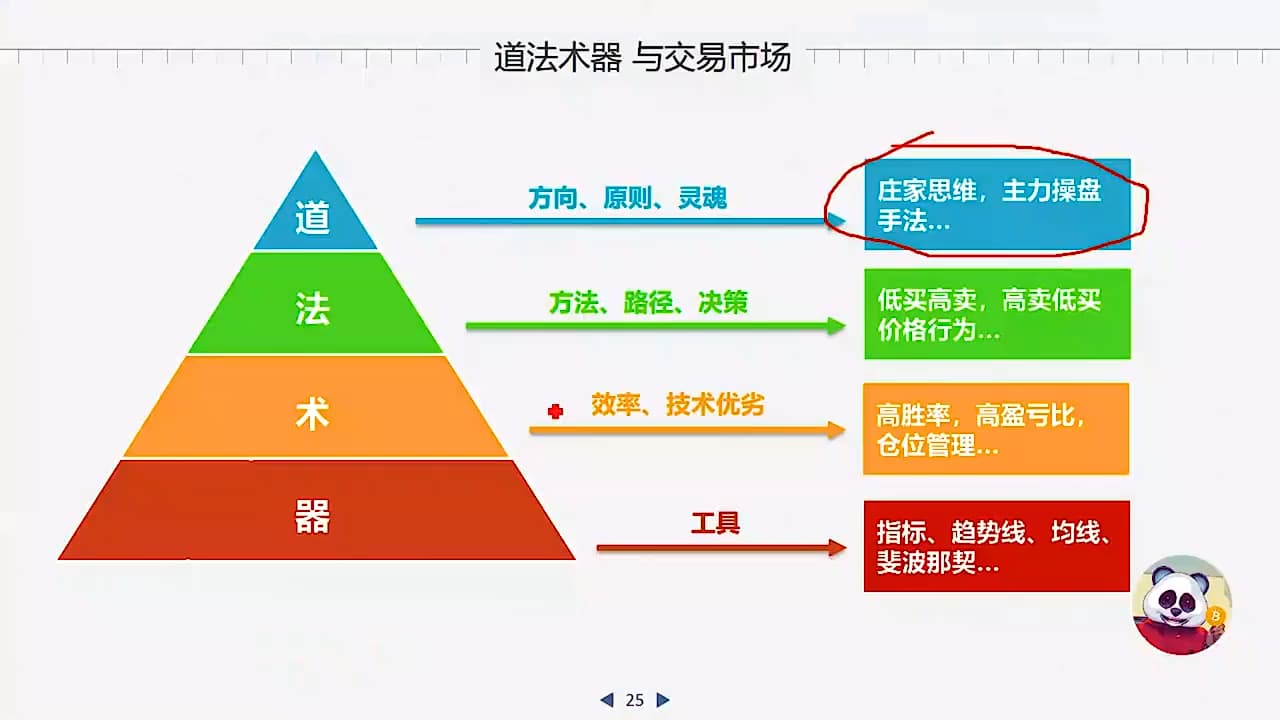 道法术器 与交易市场
道
方向、原则、灵魂
庄家思维，主力操盘
手法...
法
方法、路径、决策
低买高卖，高卖低买
价格行为...
术
效率、技术优劣
高胜率，高盈亏比，
仓位管理...
器
工具
指标、趋势线、均线、
斐波那契...
B
25